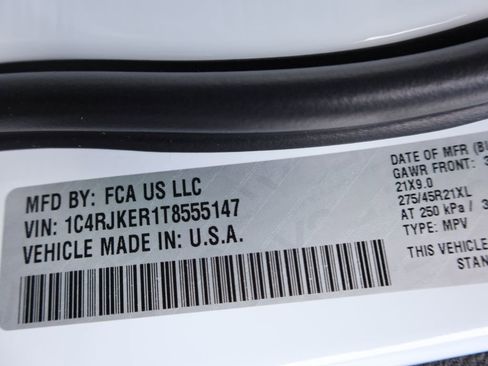 MFD BY: FCA US LLC
VIN: 1C4RJKER1T8555147
VEHICLE MADE IN: U.S.A.
DATE OF MFR
GAWR FRONT:
21X9.0
275/45R21XL
AT 250 kPa /
TYPE: MPV
THIS VEHICLE